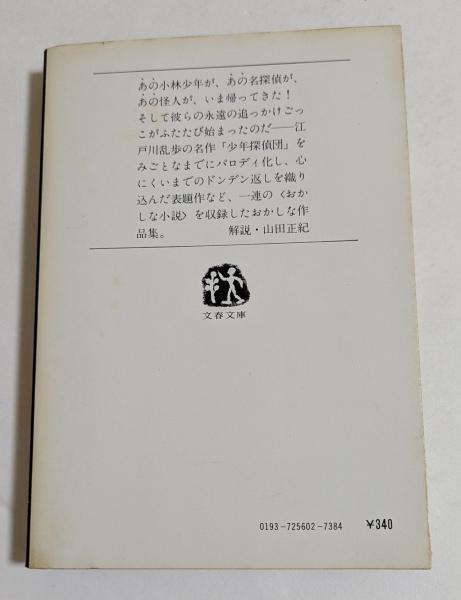 あの小林少年が、あの名探偵が、
あの怪人が、いま帰ってきた！
そして彼らの永遠の追っかけごっ
こがふたたび始まったのだ──江
戸川乱歩の名作「少年探偵団」を
みごとなまでにパロディ化し、心
にくいまでのドンデン返しを織り
込んだ表題作など、一連の〈おか
しな小説〉を収録したおかしな作
品集。　解説・山田正紀
文春文庫
0193-725602-7384 ¥340